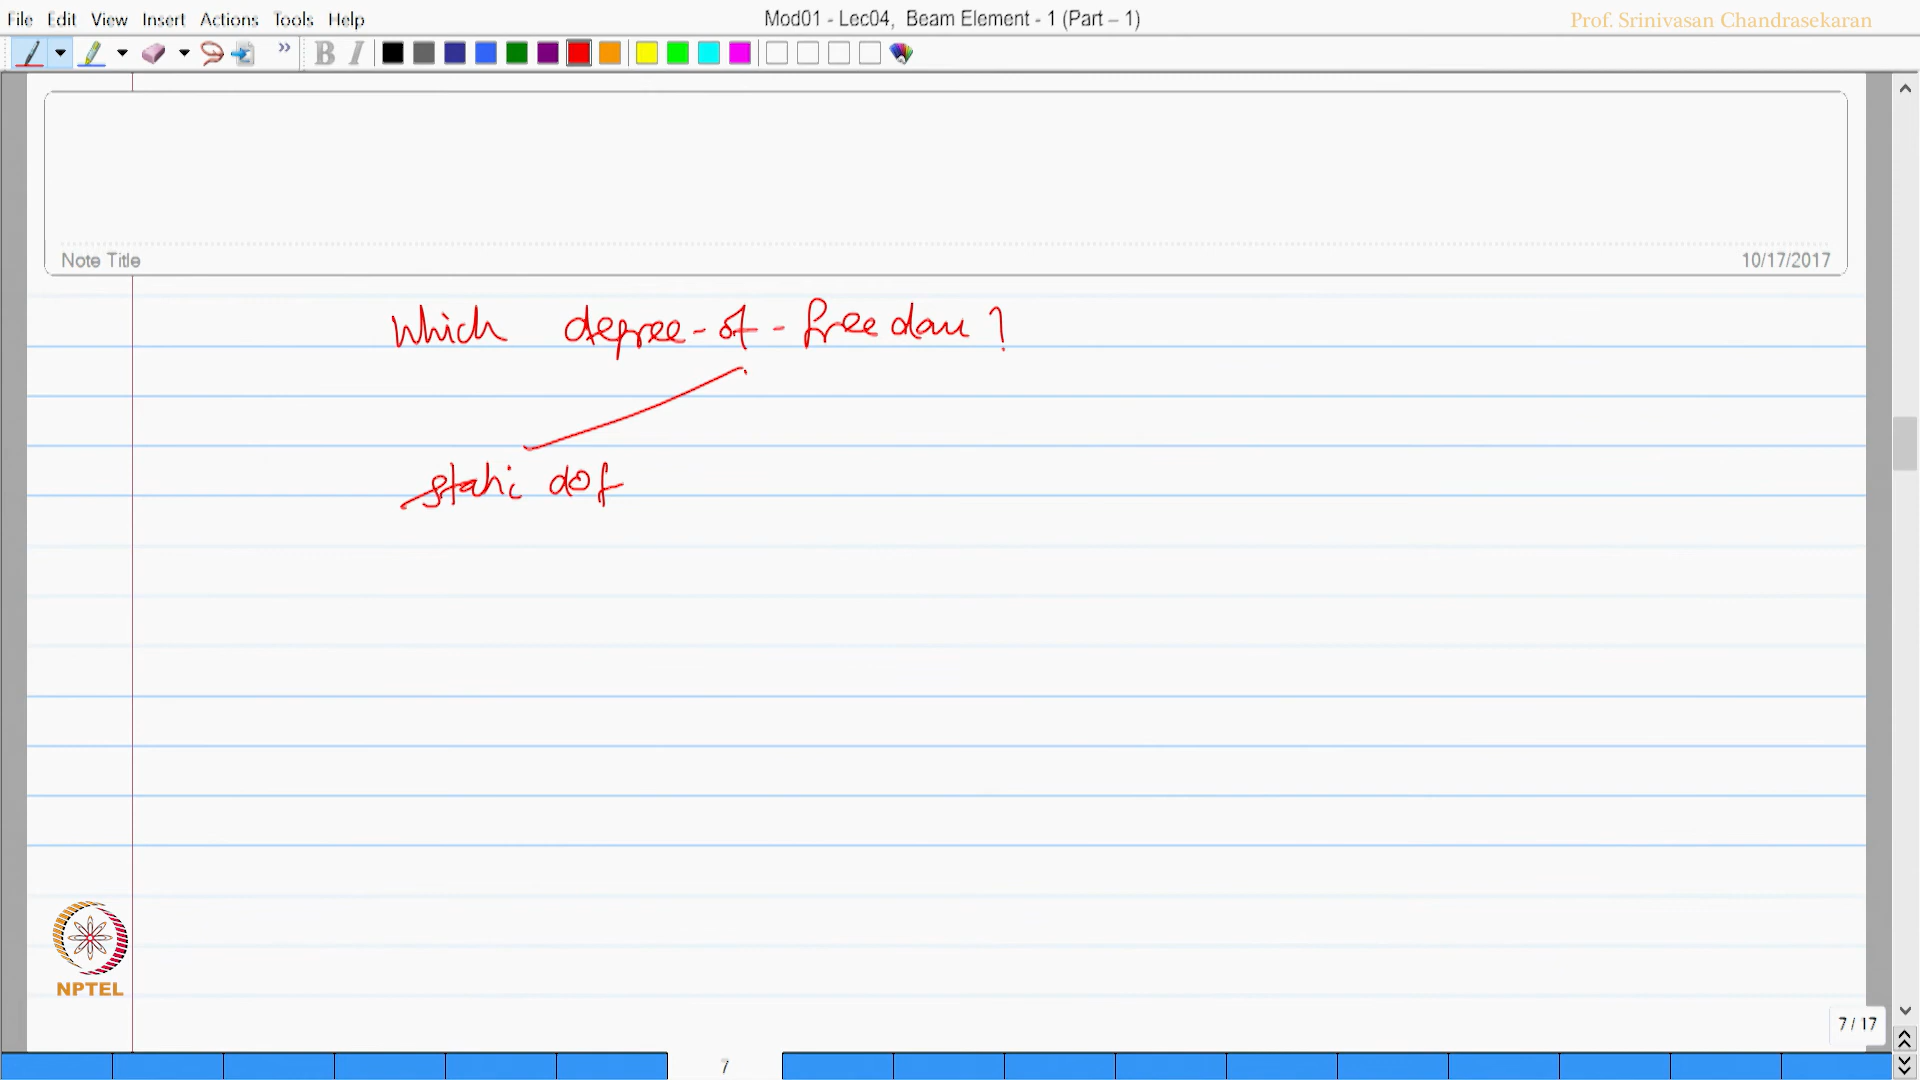 File Edit View Insert Actions Tools Help
Mod01 - Lec04, Beam Element - 1 (Part – 1)
Prof. Srinivasan Chandrasekaran
B I
Note Title
10/17/2017
Which degree-of-freedom?
static dof
NPTEL
7 / 17
7